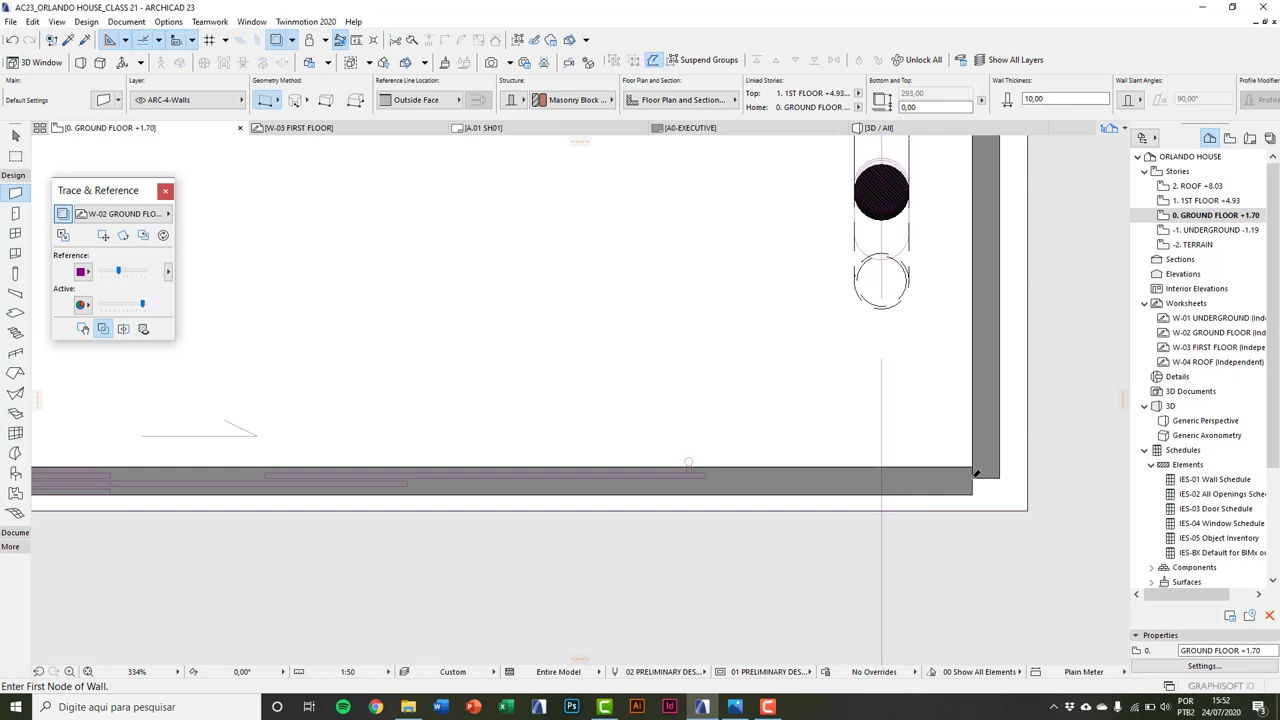 AC23_ORLANDO HOUSE_CLASS 21 - ARCHICAD 23
File Edit View Design Document Options Teamwork Window Twinmotion 2020 Help
3D Window
Suspend Groups
Unlock All
Show All Layers
Main:
Default Settings
Layer:
ARC-4-Walls
Geometry Method:
Reference Line Location:
Outside Face
Structure:
Masonry Block ...
Floor Plan and Section:
Floor Plan and Section...
Linked Stories:
Top: 1. 1ST FLOOR +4.93...
Home: 0. GROUND FLOOR ...
Bottom and Top:
293,00
0,00
Wall Thickness:
10,00
Wall Slant Angles:
90,00°
Profile Modifier
Profile
[0. GROUND FLOOR +1.70]
[W-03 FIRST FLOOR]
[A.01 SH01]
[A0-EXECUTIVE]
[3D / All]
Design
Docume
More
Trace & Reference
W-02 GROUND FLO...
Reference:
Active:
ORLANDO HOUSE
Stories
2. ROOF +8.03
1. 1ST FLOOR +4.93
0. GROUND FLOOR +1.70
-1. UNDERGROUND -1.19
-2. TERRAIN
Sections
Elevations
Interior Elevations
Worksheets
W-01 UNDERGROUND (Ind
W-02 GROUND FLOOR (In
W-03 FIRST FLOOR (Indepe
W-04 ROOF (Independent)
Details
3D Documents
3D
Generic Perspective
Generic Axonometry
Schedules
Elements
IES-01 Wall Schedule
IES-02 All Openings Sche
IES-03 Door Schedule
IES-04 Window Schedule
IES-05 Object Inventory
IES-BX Default for BIMx o
Components
Surfaces
Properties
0. GROUND FLOOR +1.70
Settings...
GRAPHISOFT ID
334%
0,00°
1:50
Custom
Entire Model
02 PRELIMINARY DES...
01 PRELIMINARY DES...
No Overrides
00 Show All Elements
Plain Meter
Enter First Node of Wall.
Digite aqui para pesquisar
Ps
Ai
Id
POR
PTB2
15:52
24/07/2020